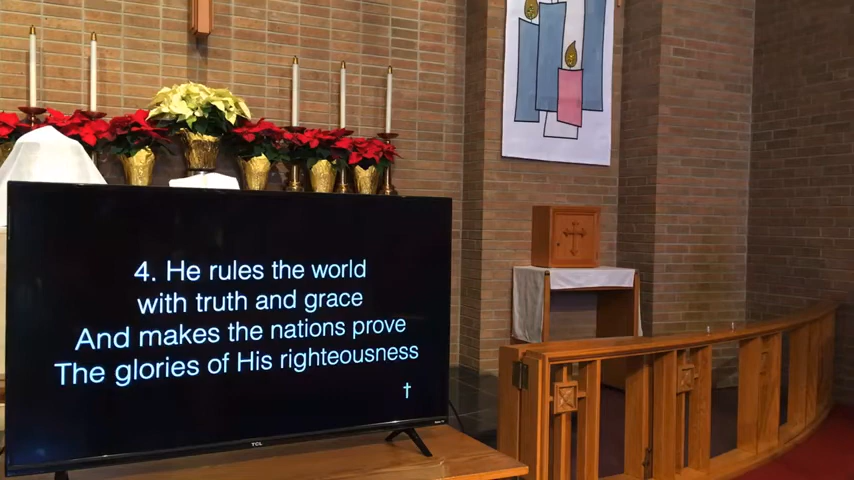 4. He rules the world
with truth and grace
And makes the nations prove
The glories of His righteousness
TCL